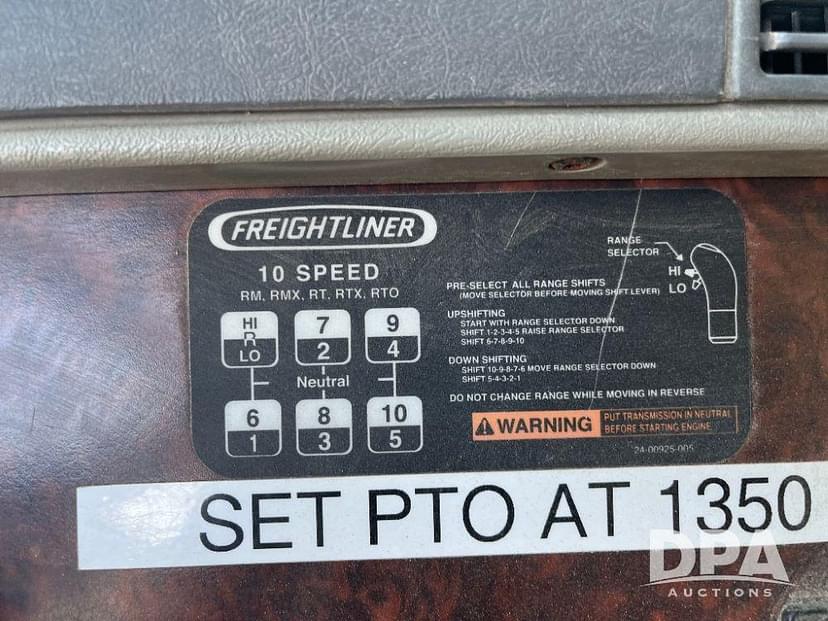 FREIGHTLINER
10 SPEED
RM, RMX, RT, RTX, RTO
HI
R
LO
7
2
9
4
Neutral
6
1
8
3
10
5
RANGE
SELECTOR
HI
LO
PRE-SELECT ALL RANGE SHIFTS
(MOVE SELECTOR BEFORE MOVING SHIFT LEVER)
UPSHIFTING
START WITH RANGE SELECTOR DOWN
SHIFT 1-2-3-4-5 RAISE RANGE SELECTOR
SHIFT 6-7-8-9-10
DOWN SHIFTING
SHIFT 10-9-8-7-6 MOVE RANGE SELECTOR DOWN
SHIFT 5-4-3-2-1
DO NOT CHANGE RANGE WHILE MOVING IN REVERSE
WARNING
PUT TRANSMISSION IN NEUTRAL
BEFORE STARTING ENGINE
24-00925-005
SET PTO AT 1350
DPA
AUCTIONS